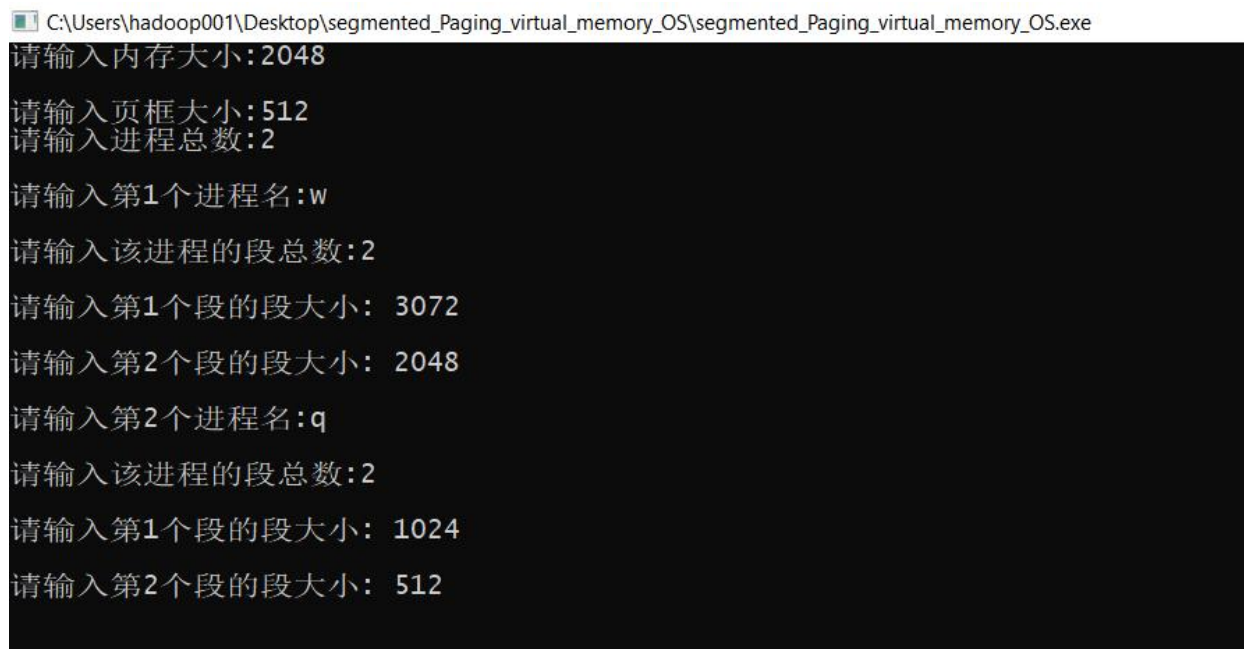 C:\Users\hadoop001\Desktop\segmented_Paging_virtual_memory_OS\segmented_Paging_virtual_memory_OS.exe
请输入内存大小:2048
请输入页框大小:512
请输入进程总数:2
请输入第1个进程名:w
请输入该进程的段总数:2
请输入第1个段的段大小: 3072
请输入第2个段的段大小: 2048
请输入第2个进程名:q
请输入该进程的段总数:2
请输入第1个段的段大小: 1024
请输入第2个段的段大小: 512